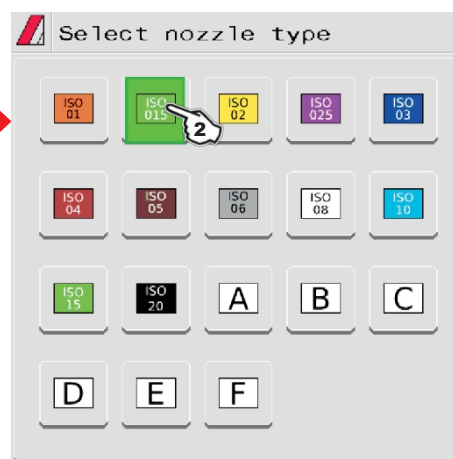 Select nozzle type
ISO 01
ISO 015
2
ISO 02
ISO 025
ISO 03
ISO 04
ISO 05
ISO 06
ISO 08
ISO 10
ISO 15
ISO 20
A
B
C
D
E
F